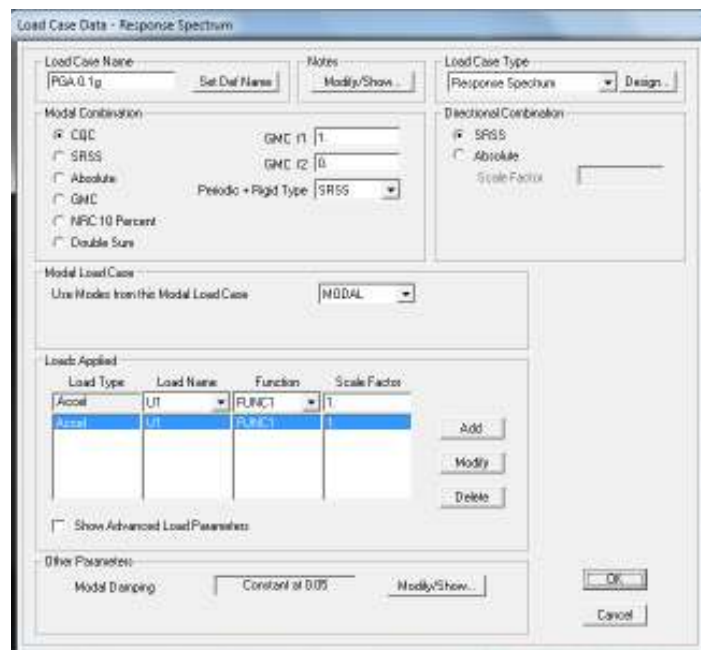 Load Case Data - Response Spectrum
Load Case Name
PGA 0.1g
Set Def Name
Notes
Modify/Show...
Load Case Type
Response Spectrum
Design...
Modal Combination
CQC
SRSS
Absolute
GMC
NRC 10 Percent
Double Sum
GMC f1 1.
GMC f2 0.
Periodic + Rigid Type SRSS
Directional Combination
SRSS
Absolute
Scale Factor
Modal Load Case
Use Modes from this Modal Load Case MODAL
Loads Applied
Load Type Load Name Function Scale Factor
Accel U1 FUNC1 1
Accel U1 FUNC1 1
Add
Modify
Delete
Show Advanced Load Parameters
Other Parameters
Modal Damping Constant at 0.05 Modify/Show...
OK
Cancel